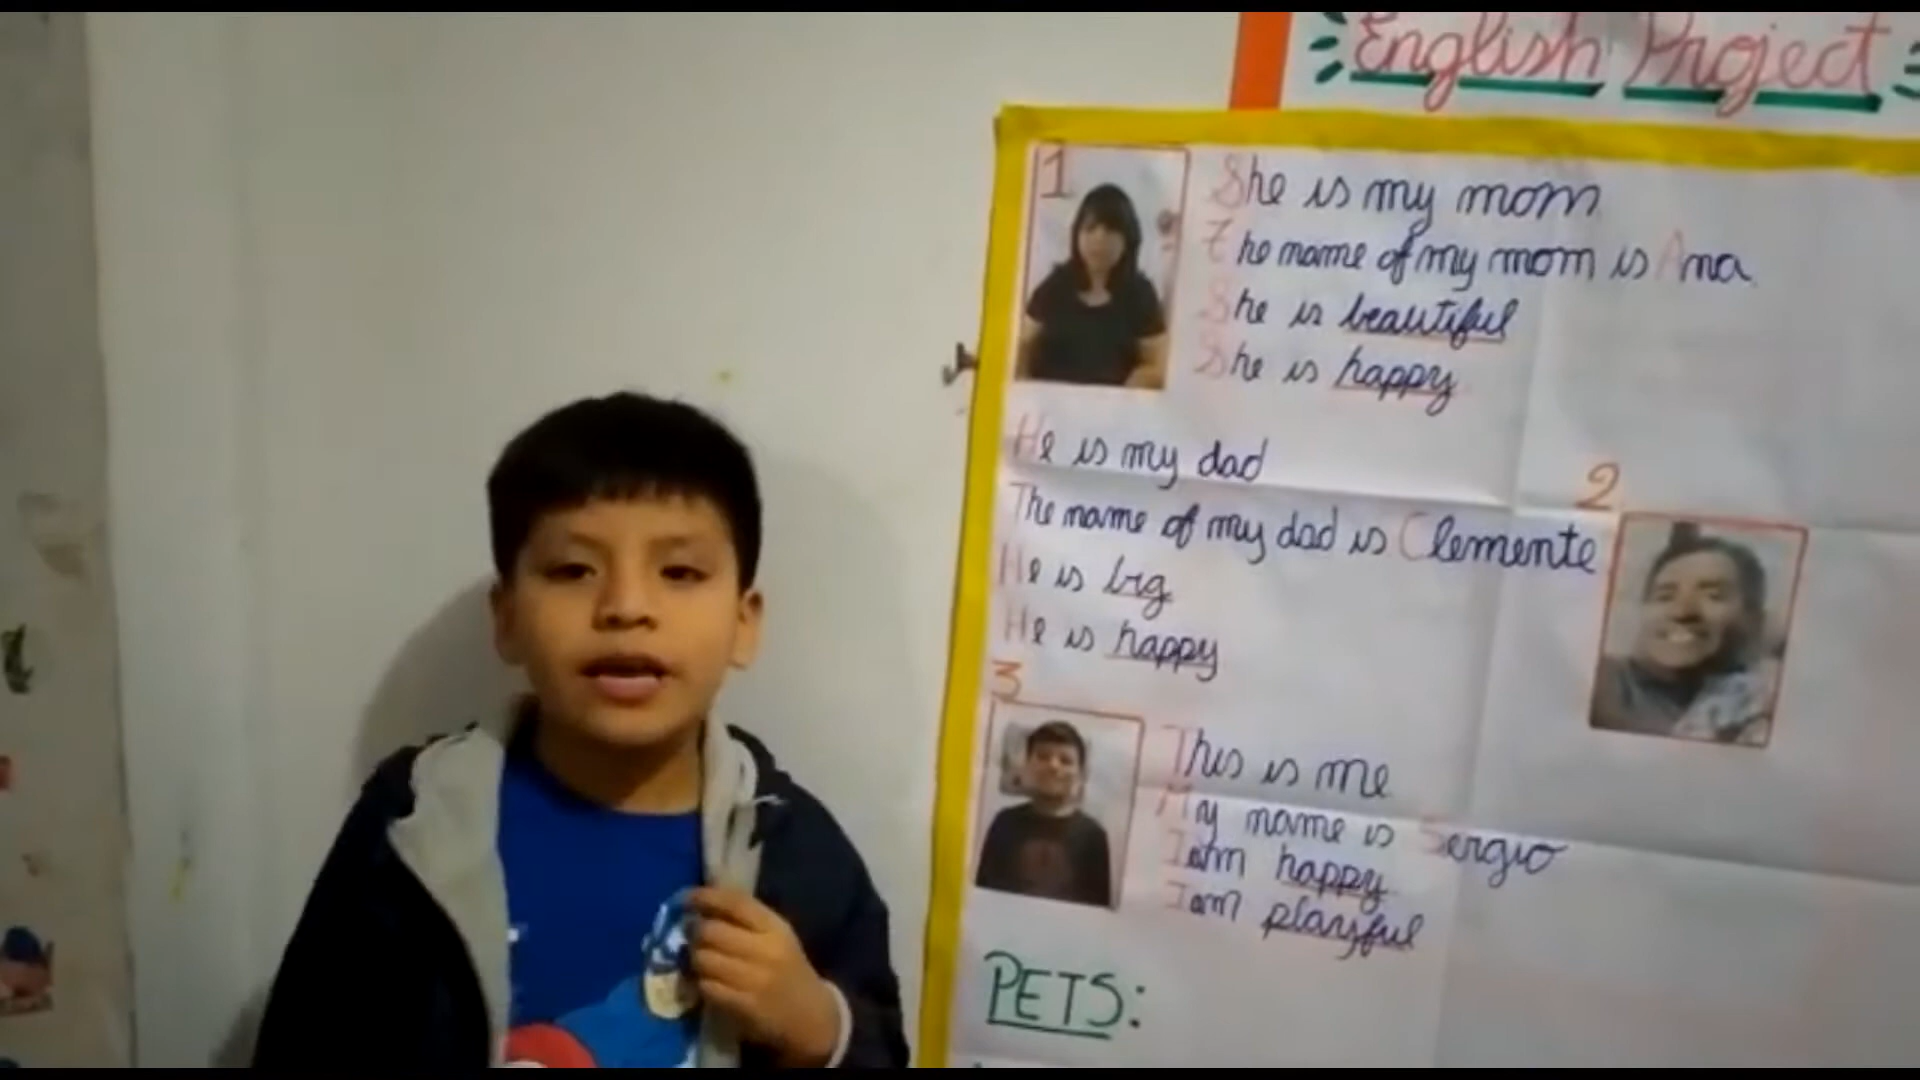 English Project
1
She is my mom
The name of my mom is Ana
She is beautiful
She is happy
He is my dad
2
The name of my dad is Clemente
He is big
He is happy
3
This is me
My name is Sergio
I am happy
I am playful
PETS: